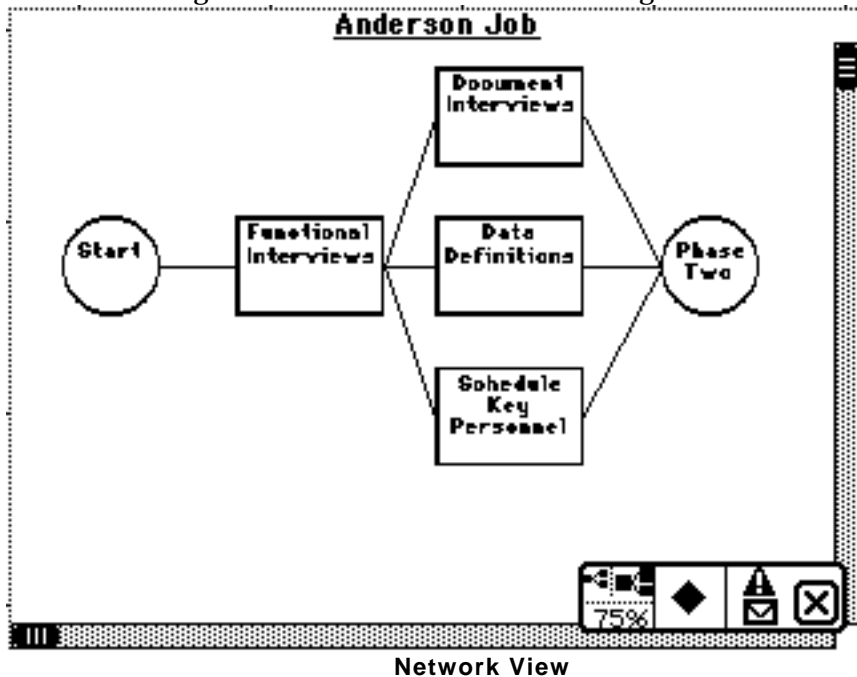 Anderson Job
Document
Interviews
Start
Functional
Interviews
Data
Definitions
Phase
Two
Schedule
Key
Personnel
75%
Network View